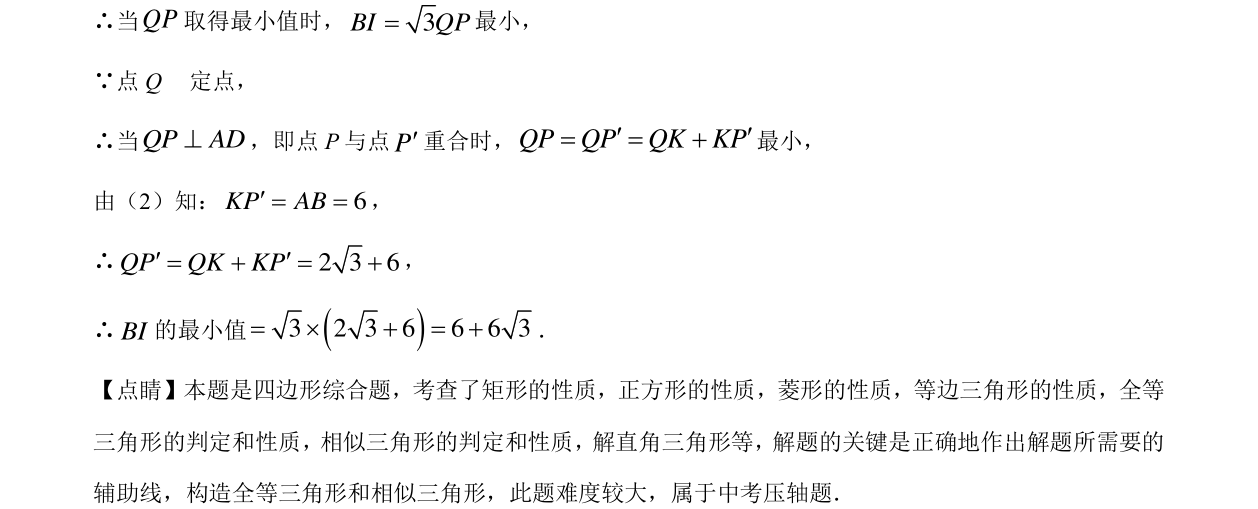 ∴当QP取得最小值时，BI=√3QP最小，
∵点Q 定点，
∴当QP⊥AD，即点P与点P′重合时，QP=QP′=QK+KP′最小，
由（2）知：KP′=AB=6，
∴QP′=QK+KP′=2√3+6，
∴BI的最小值=√3×(2√3+6)=6+6√3．
【点睛】本题是四边形综合题，考查了矩形的性质，正方形的性质，菱形的性质，等边三角形的性质，全等
三角形的判定和性质，相似三角形的判定和性质，解直角三角形等，解题的关键是正确地作出解题所需要的
辅助线，构造全等三角形和相似三角形，此题难度较大，属于中考压轴题．